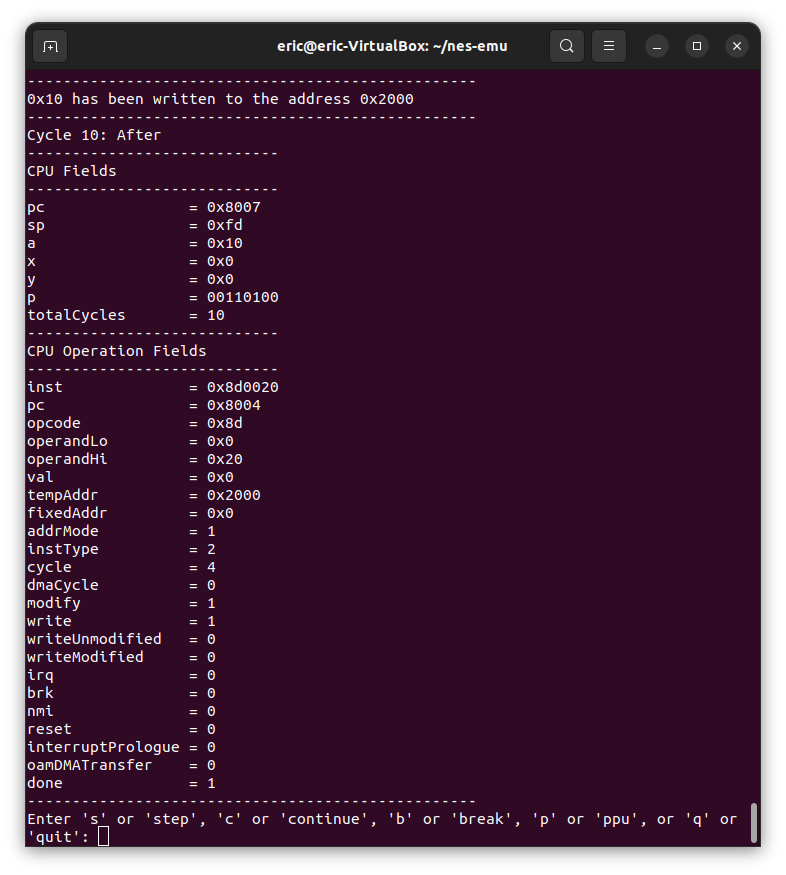 eric@eric-VirtualBox: ~/nes-emu
--------------------------------------------------
0x10 has been written to the address 0x2000
--------------------------------------------------
Cycle 10: After
----------------------------
CPU Fields
----------------------------
pc                = 0x8007
sp                = 0xfd
a                 = 0x10
x                 = 0x0
y                 = 0x0
p                 = 00110100
totalCycles       = 10
----------------------------
CPU Operation Fields
----------------------------
inst              = 0x8d0020
pc                = 0x8004
opcode            = 0x8d
operandLo         = 0x0
operandHi         = 0x20
val               = 0x0
tempAddr          = 0x2000
fixedAddr         = 0x0
addrMode          = 1
instType          = 2
cycle             = 4
dmaCycle          = 0
modify            = 1
write             = 1
writeUnmodified   = 0
writeModified     = 0
irq               = 0
brk               = 0
nmi               = 0
reset             = 0
interruptPrologue = 0
oamDMATransfer    = 0
done              = 1
--------------------------------------------------
Enter 's' or 'step', 'c' or 'continue', 'b' or 'break', 'p' or 'ppu', or 'q' or
'quit':